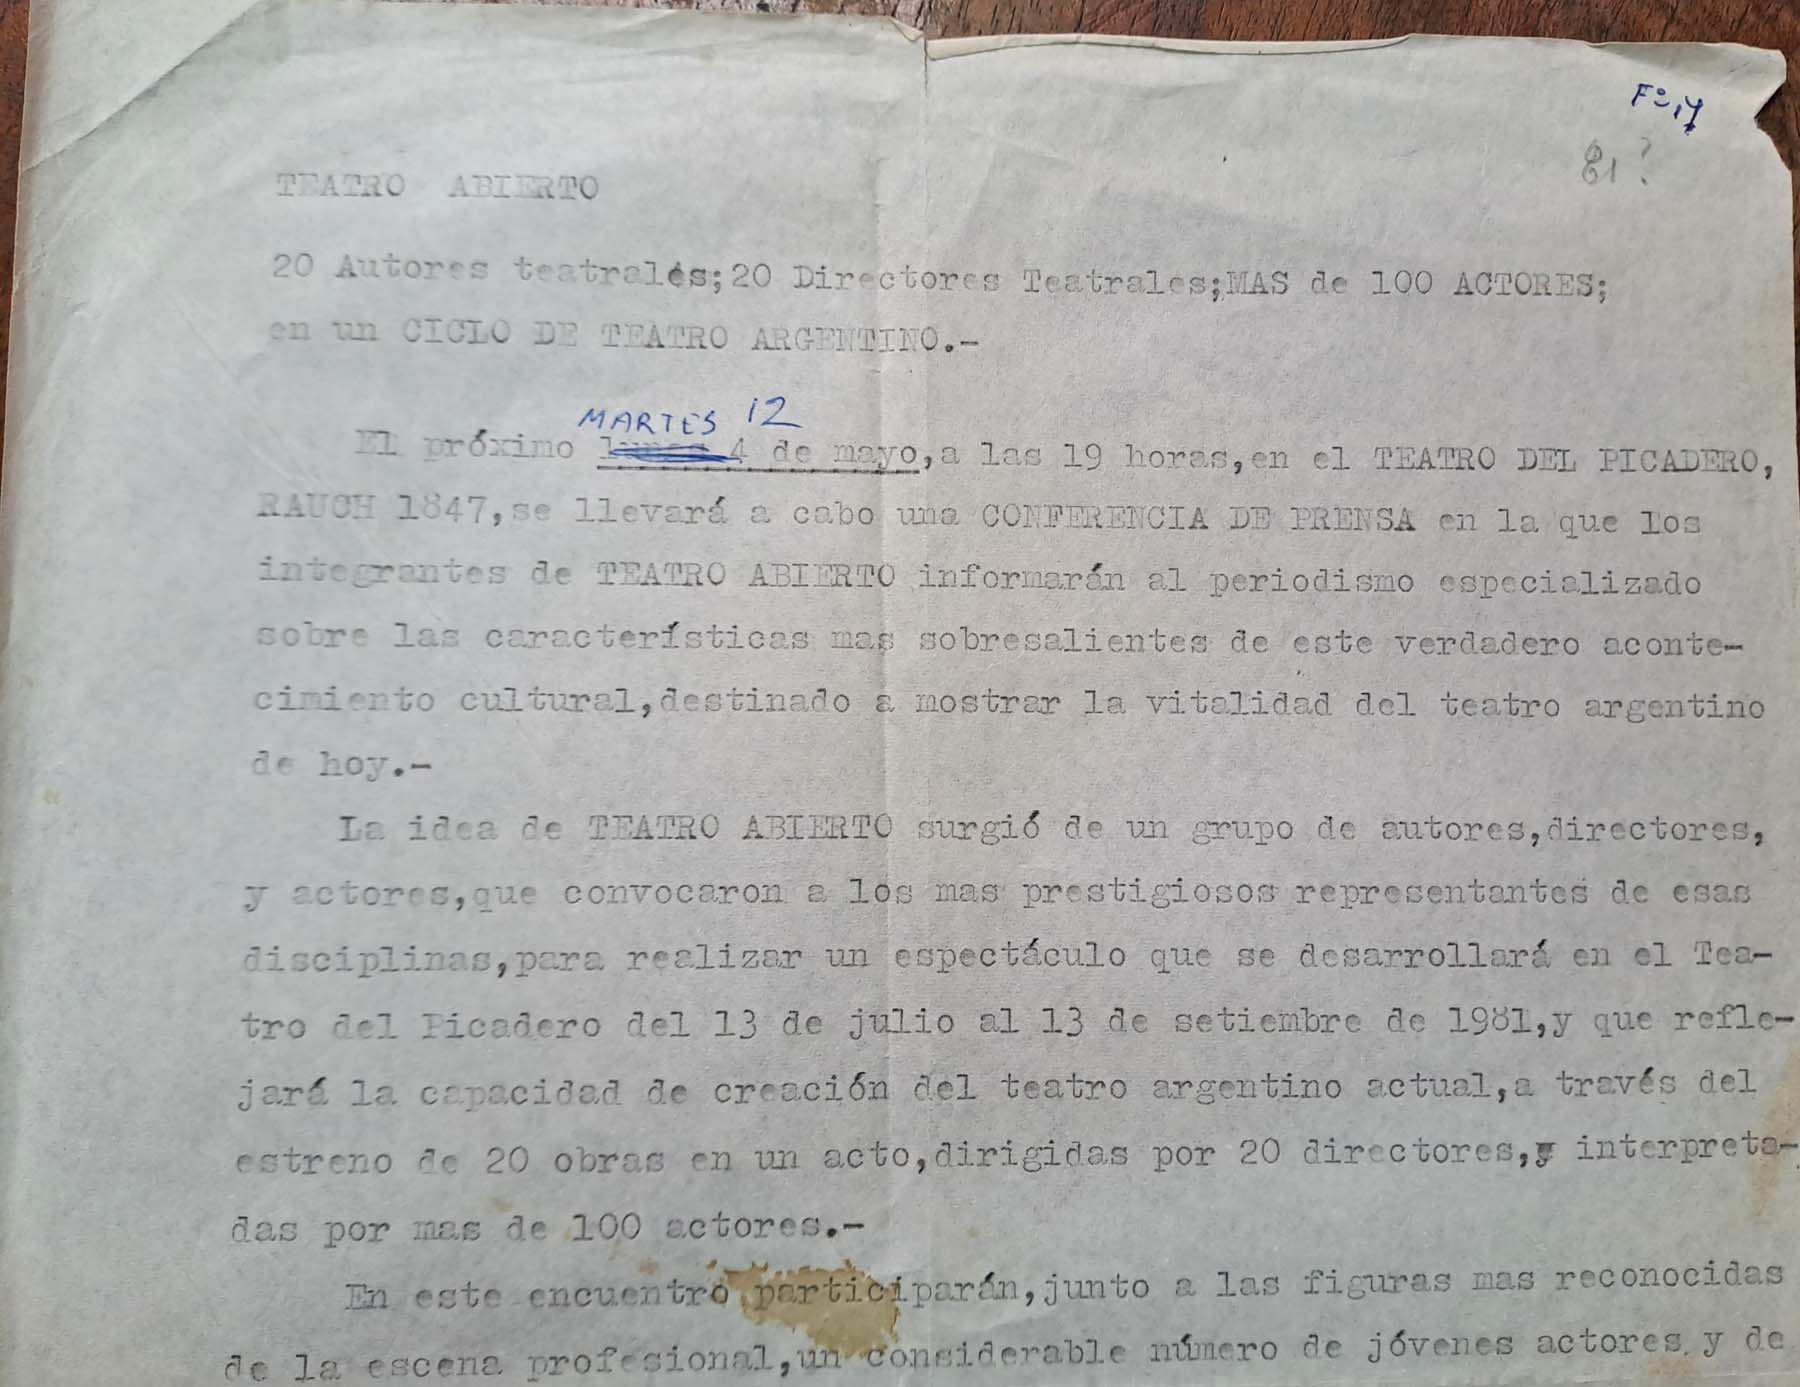 Fº,
81?
TEATRO ABIERTO
20 Autores teatrales;20 Directores Teatrales;MAS de 100 ACTORES;
en un CICLO DE TEATRO ARGENTINO.-
MARTES 12
El próximo lunes 4 de mayo,a las 19 horas,en el TEATRO DEL PICADERO,
RAUCH 1847,se llevará a cabo una CONFERENCIA DE PRENSA en la que los
integrantes de TEATRO ABIERTO informarán al periodismo especializado
sobre las características mas sobresalientes de este verdadero aconte-
cimiento cultural,destinado a mostrar la vitalidad del teatro argentino
de hoy.-
La idea de TEATRO ABIERTO surgió de un grupo de autores,directores,
y actores,que convocaron a los mas prestigiosos representantes de esas
disciplinas,para realizar un espectáculo que se desarrollará en el Tea-
tro del Picadero del 13 de julio al 13 de setiembre de 1981,y que refle-
jará la capacidad de creación del teatro argentino actual,a través del
estreno de 20 obras en un acto,dirigidas por 20 directores,y interpreta-
das por mas de 100 actores.-
En este encuentro participarán,junto a las figuras mas reconocidas
de la escena profesional,un considerable número de jóvenes actores y de